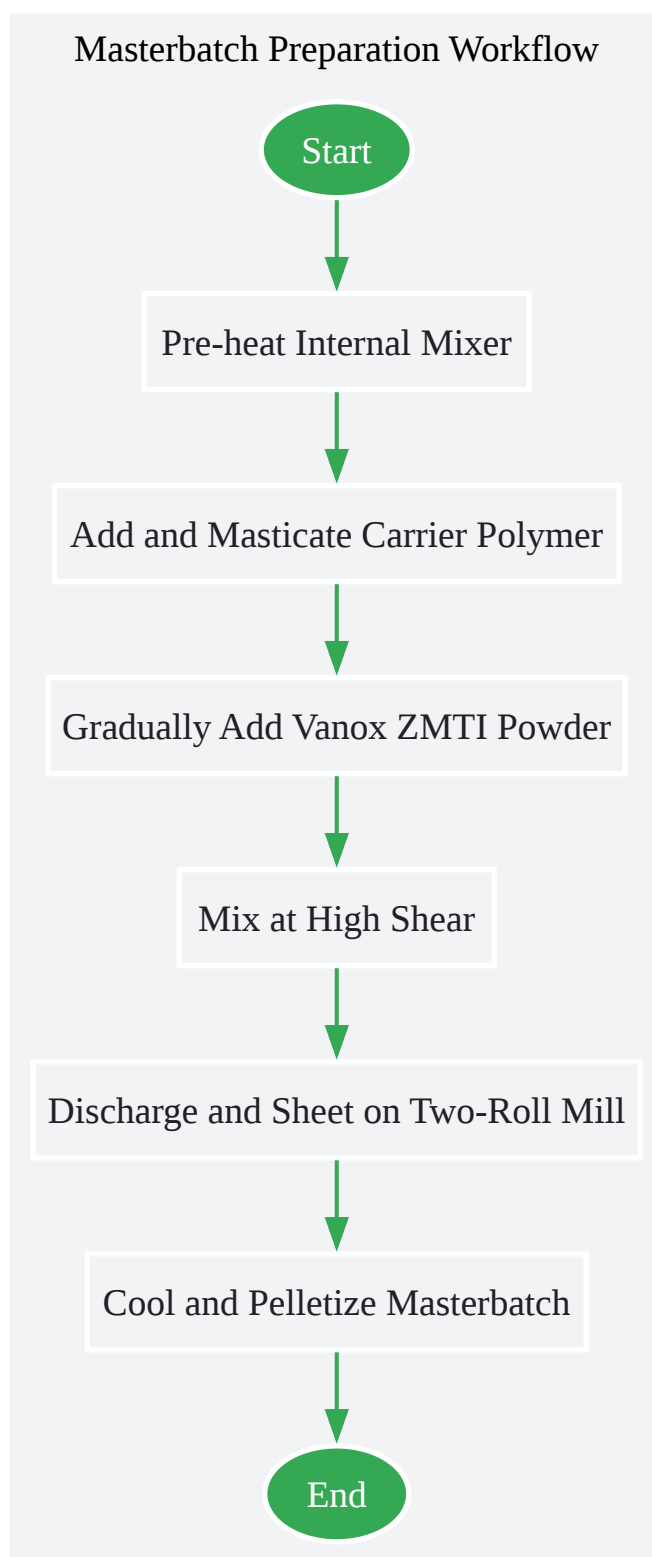 Masterbatch Preparation Workflow
Start
Pre-heat Internal Mixer
Add and Masticate Carrier Polymer
Gradually Add Vanox ZMTI Powder
Mix at High Shear
Discharge and Sheet on Two-Roll Mill
Cool and Pelletize Masterbatch
End